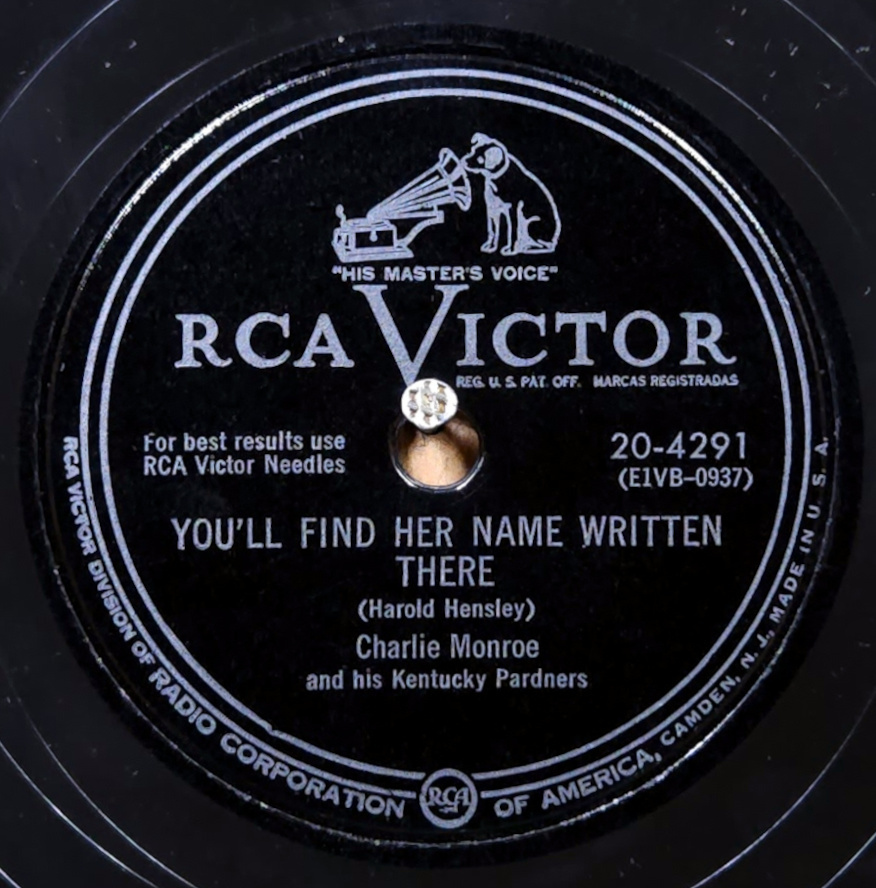 "HIS MASTER'S VOICE"
RCA VICTOR
REG. U. S. PAT. OFF. MARCAS REGISTRADAS
For best results use
RCA Victor Needles
20-4291
(E1VB-0937)
YOU'LL FIND HER NAME WRITTEN
THERE
(Harold Hensley)
Charlie Monroe
and his Kentucky Pardners
RCA VICTOR DIVISION OF RADIO CORPORATION RCA OF AMERICA, CAMDEN, N. J. MADE IN U. S. A.